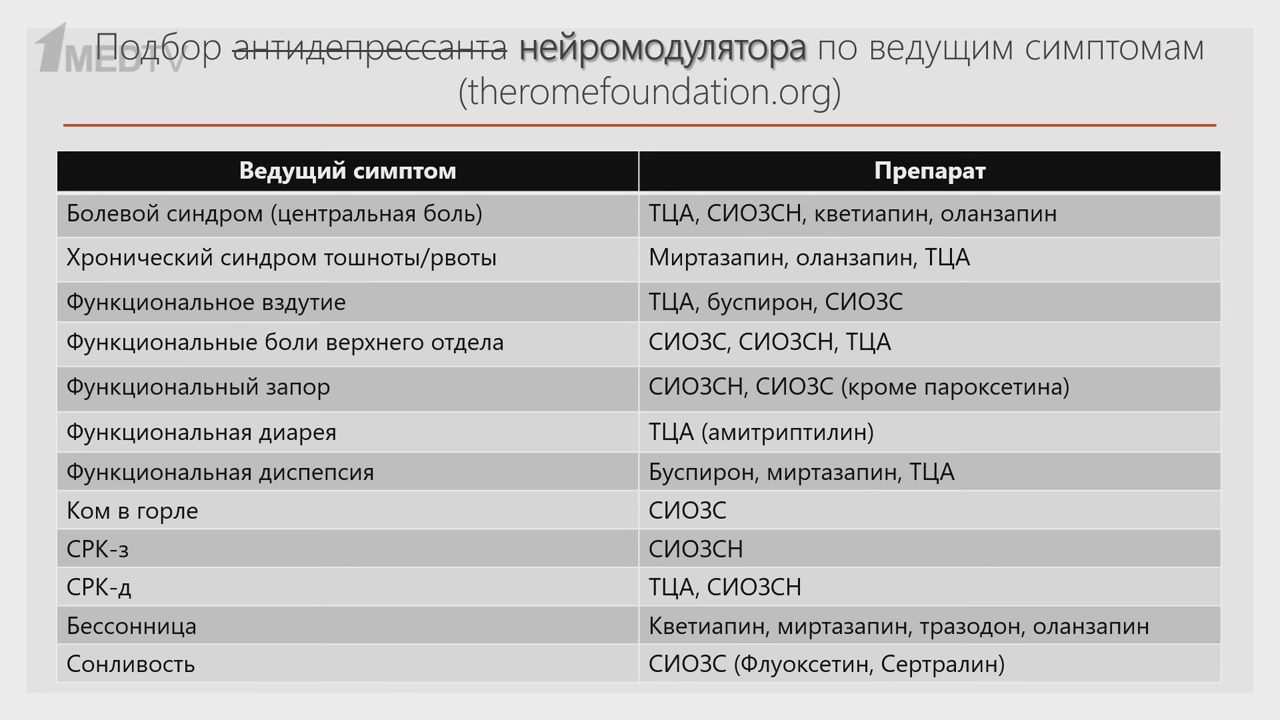 1MEDTV
Подбор антидепрессанта нейромодулятора по ведущим симптомам
(theromefoundation.org)
Ведущий симптом Препарат
Болевой синдром (центральная боль) ТЦА, СИОЗСН, кветиапин, оланзапин
Хронический синдром тошноты/рвоты Миртазапин, оланзапин, ТЦА
Функциональное вздутие ТЦА, буспирон, СИОЗС
Функциональные боли верхнего отдела СИОЗС, СИОЗСН, ТЦА
Функциональный запор СИОЗСН, СИОЗС (кроме пароксетина)
Функциональная диарея ТЦА (амитриптилин)
Функциональная диспепсия Буспирон, миртазапин, ТЦА
Ком в горле СИОЗС
СРК-з СИОЗСН
СРК-д ТЦА, СИОЗСН
Бессонница Кветиапин, миртазапин, тразодон, оланзапин
Сонливость СИОЗС (Флуоксетин, Сертралин)